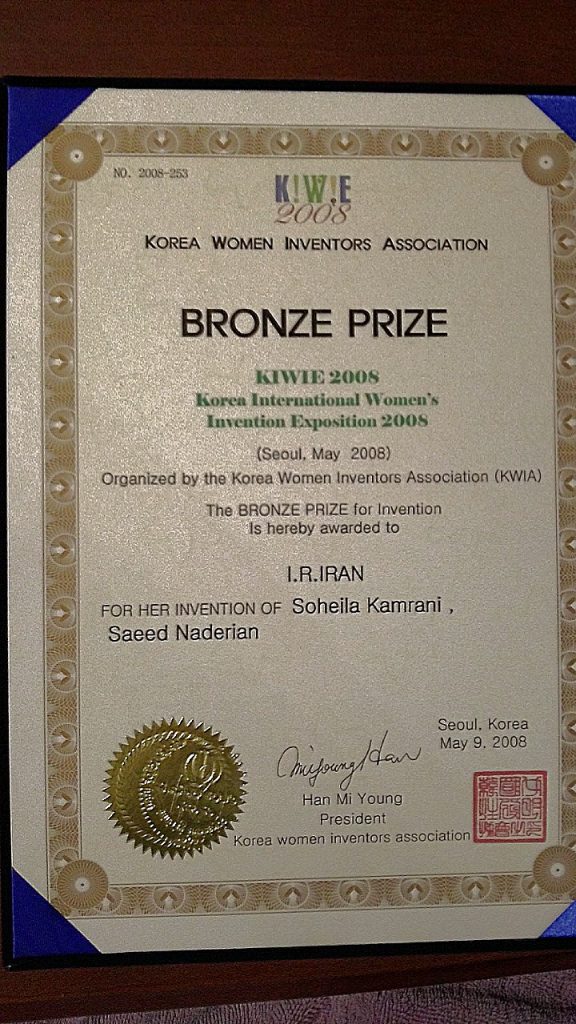 NO. 2008-253
K!W!E
2008
KOREA WOMEN INVENTORS ASSOCIATION
BRONZE PRIZE
KIWIE 2008
Korea International Women's
Invention Exposition 2008
(Seoul, May 2008)
Organized by the Korea Women Inventors Association (KWIA)
The BRONZE PRIZE for Invention
Is hereby awarded to
I.R.IRAN
FOR HER INVENTION OF Soheila Kamrani ,
Saeed Naderian
Seoul, Korea
May 9, 2008
Miyoung Han
Han Mi Young
President
Korea women inventors association